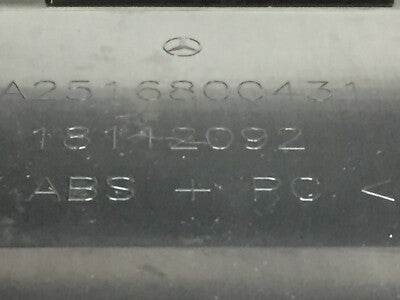 A2516800431
18112092
ABS + PC <